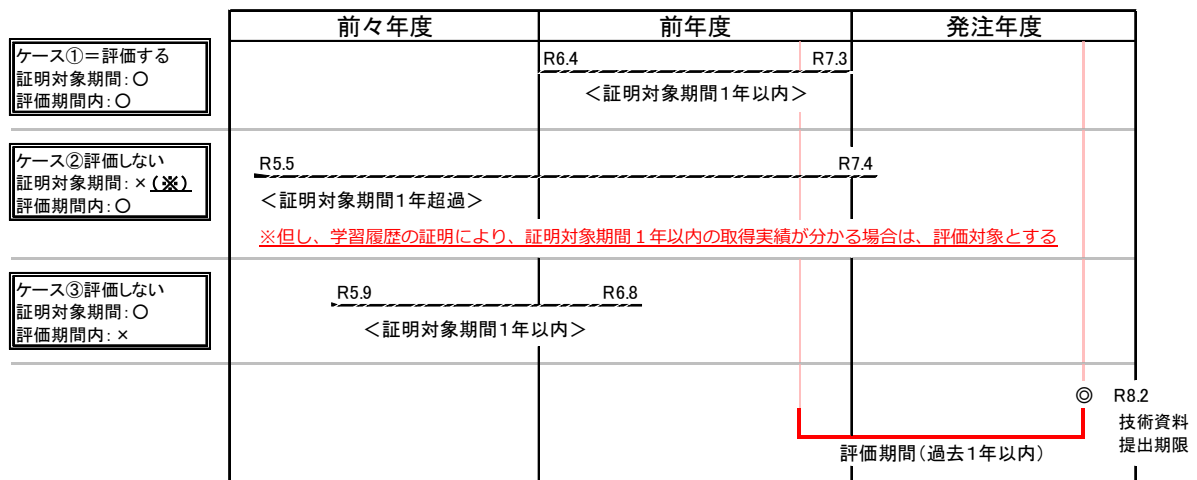 前々年度
前年度
発注年度
ケース①＝評価する
証明対象期間：〇
評価期間内：〇
R6.4
R7.3
＜証明対象期間1年以内＞
ケース②評価しない
証明対象期間：×（※）
評価期間内：〇
R5.5
R7.4
＜証明対象期間1年超過＞
※但し、学習履歴の証明により、証明対象期間１年以内の取得実績が分かる場合は、評価対象とする
ケース③評価しない
証明対象期間：〇
評価期間内：×
R5.9
R6.8
＜証明対象期間1年以内＞
◎ R8.2
技術資料
提出期限
評価期間（過去1年以内）